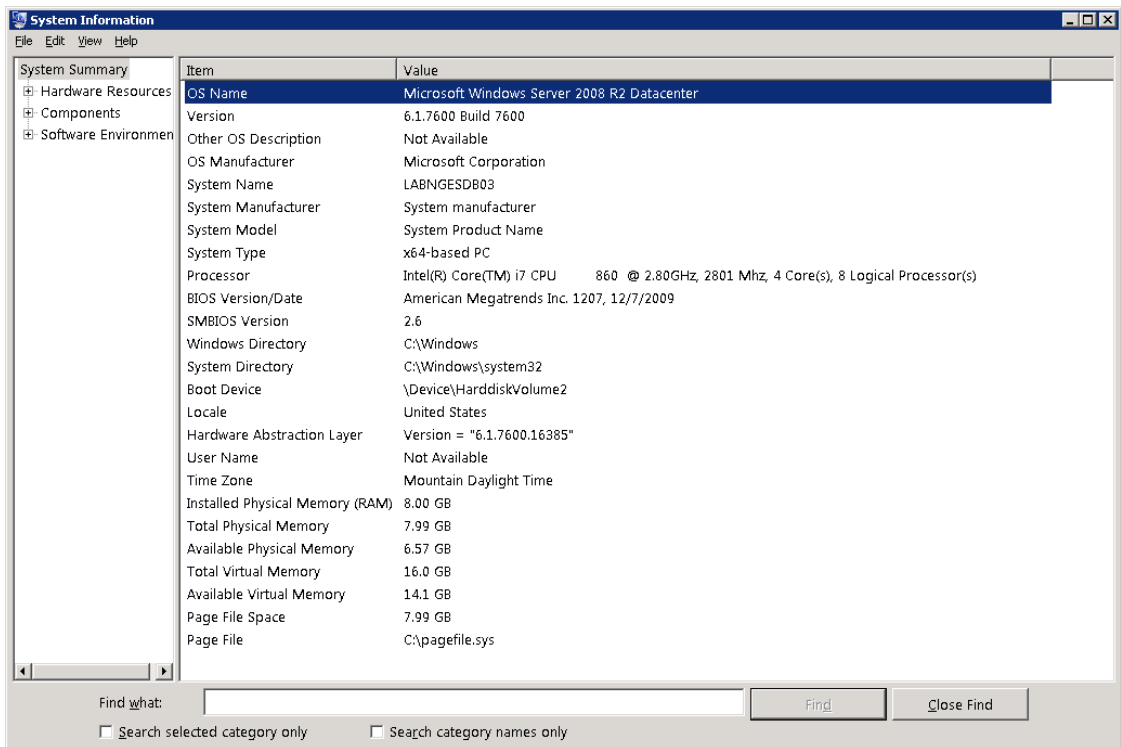 System Information
File Edit View Help
System Summary
Hardware Resources
Components
Software Environmen
Item Value
OS Name Microsoft Windows Server 2008 R2 Datacenter
Version 6.1.7600 Build 7600
Other OS Description Not Available
OS Manufacturer Microsoft Corporation
System Name LABNGESDB03
System Manufacturer System manufacturer
System Model System Product Name
System Type x64-based PC
Processor Intel(R) Core(TM) i7 CPU 860 @ 2.80GHz, 2801 Mhz, 4 Core(s), 8 Logical Processor(s)
BIOS Version/Date American Megatrends Inc. 1207, 12/7/2009
SMBIOS Version 2.6
Windows Directory C:\Windows
System Directory C:\Windows\system32
Boot Device \Device\HarddiskVolume2
Locale United States
Hardware Abstraction Layer Version = "6.1.7600.16385"
User Name Not Available
Time Zone Mountain Daylight Time
Installed Physical Memory (RAM) 8.00 GB
Total Physical Memory 7.99 GB
Available Physical Memory 6.57 GB
Total Virtual Memory 16.0 GB
Available Virtual Memory 14.1 GB
Page File Space 7.99 GB
Page File C:\pagefile.sys
Find what: Find Close Find
Search selected category only Search category names only